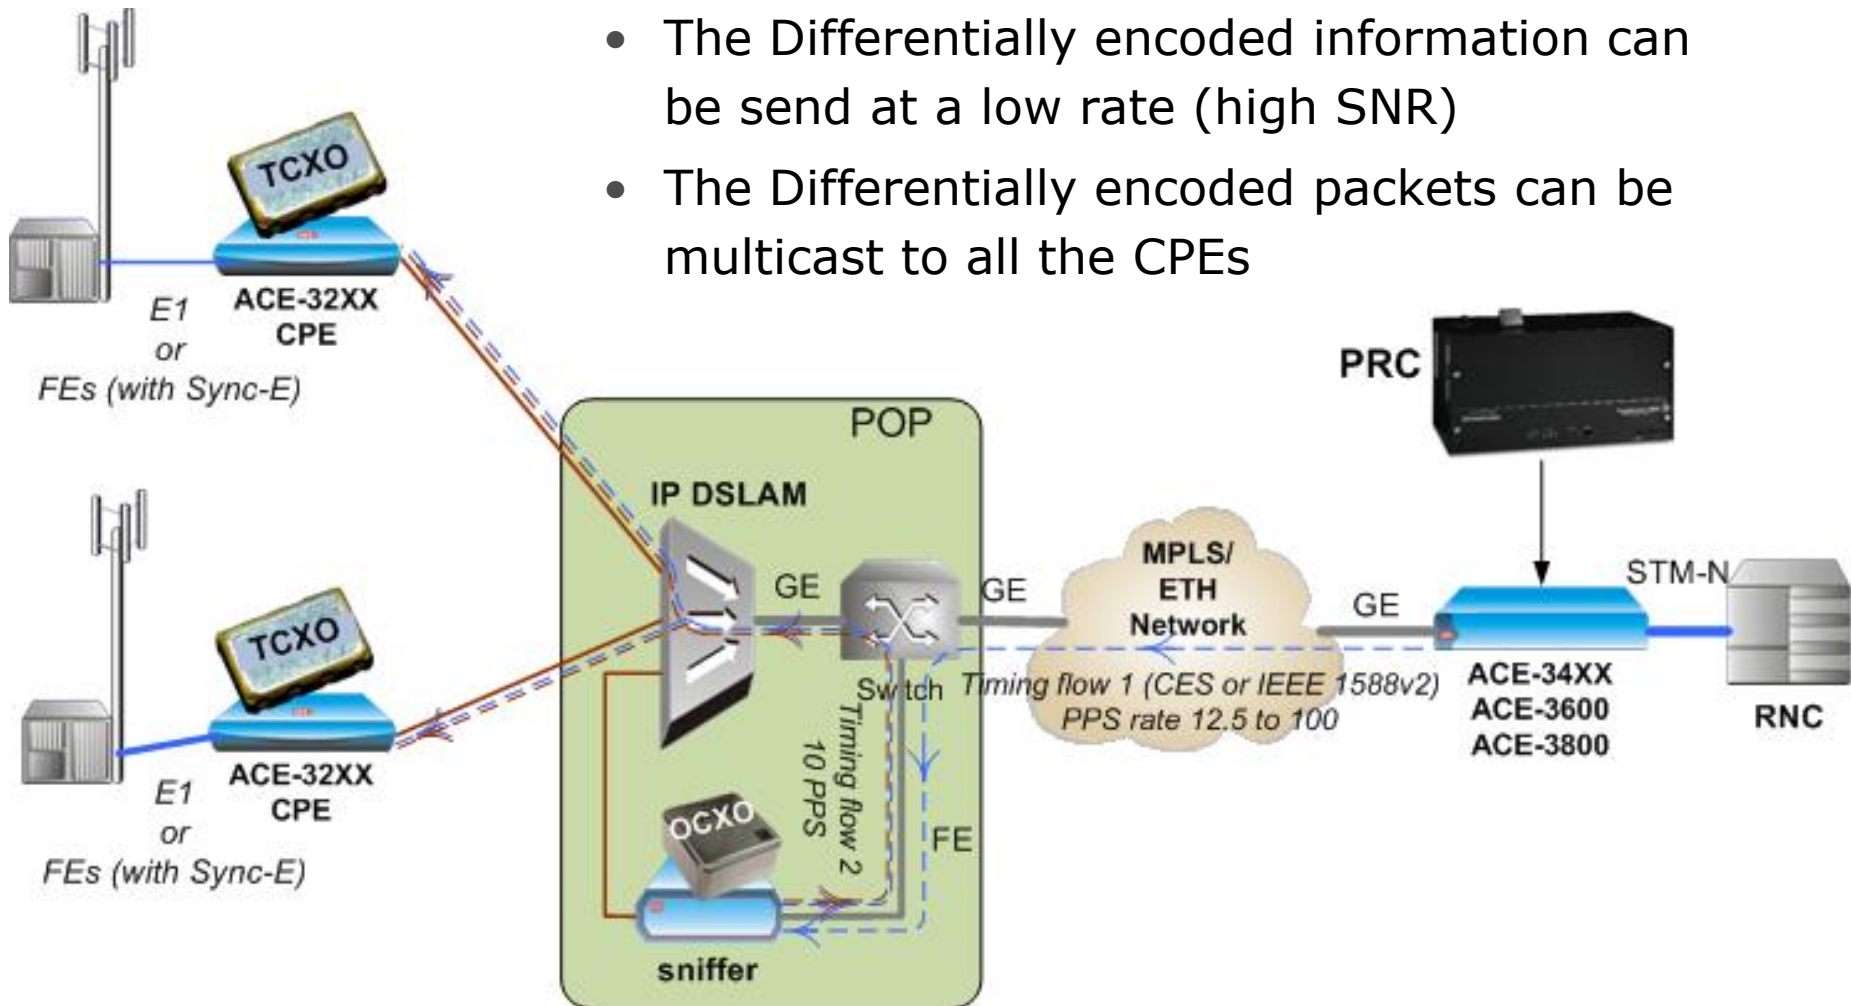 • The Differentially encoded information can
be send at a low rate (high SNR)
• The Differentially encoded packets can be
multicast to all the CPEs
TCXO
ACE-32XX
CPE
E1
or
FEs (with Sync-E)
PRC
POP
IP DSLAM
GE
GE
MPLS/
ETH
Network
GE
STM-N
Switch
Timing flow 1 (CES or IEEE 1588v2)
PPS rate 12.5 to 100
ACE-34XX
ACE-3600
ACE-3800
RNC
TCXO
ACE-32XX
CPE
E1
or
FEs (with Sync-E)
Timing flow 2
10 PPS
FE
OCXO
sniffer